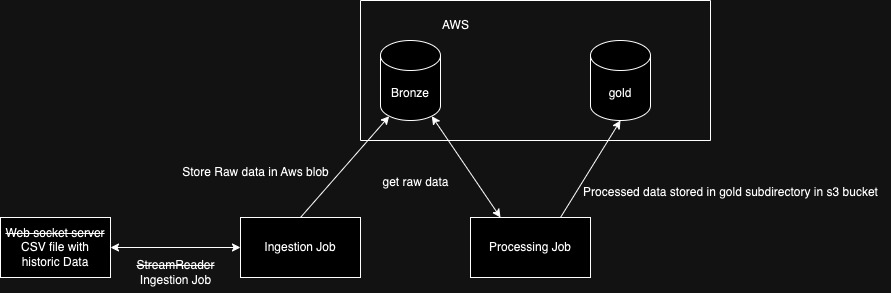 AWS
Bronze
gold
Store Raw data in Aws blob
get raw data
Processed data stored in gold subdirectory in s3 bucket
Web socket server
CSV file with
historic Data
StreamReader
Ingestion Job
Ingestion Job
Processing Job